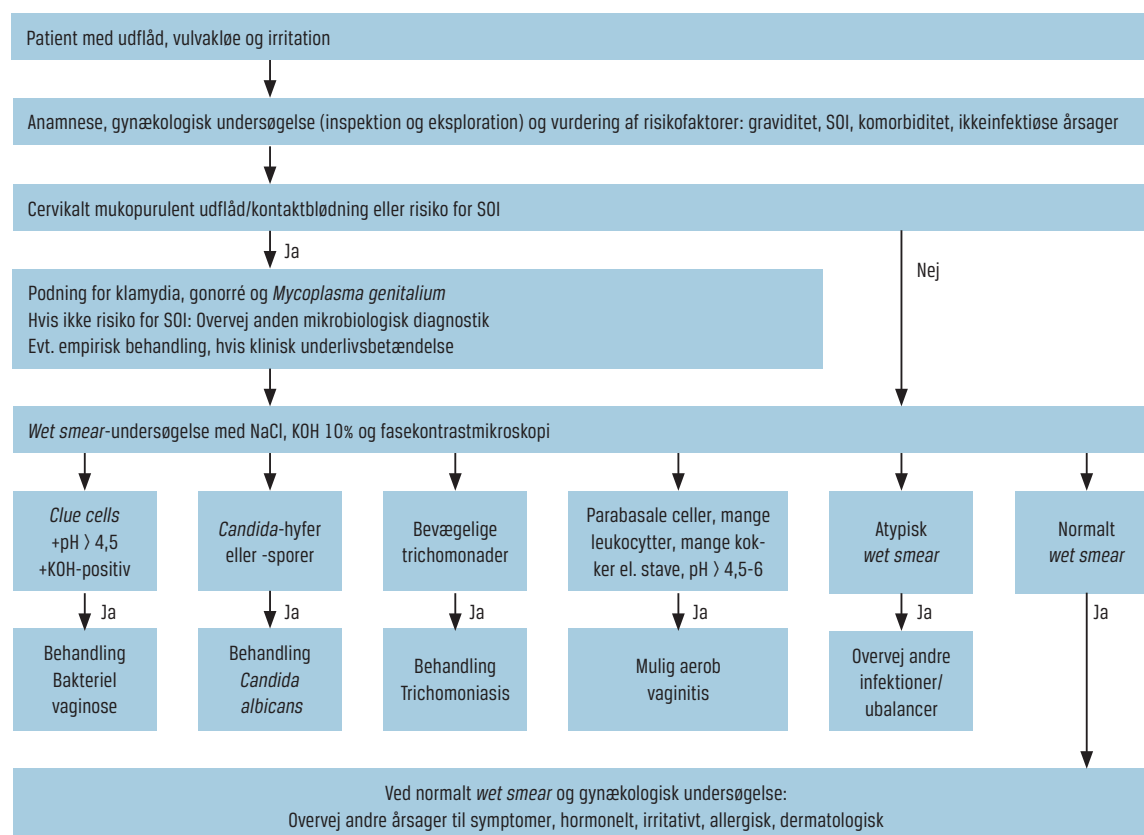 Patient med udflåd, vulvakløe og irritation
Anamnese, gynækologisk undersøgelse (inspektion og eksploration) og vurdering af risikofaktorer: graviditet, SOI, komorbiditet, ikkeinfektiøse årsager
Cervikalt mukopurulent udflåd/kontaktblødning eller risiko for SOI
Ja
Nej
Podning for klamydia, gonorré og Mycoplasma genitalium
Hvis ikke risiko for SOI: Overvej anden mikrobiologisk diagnostik
Evt. empirisk behandling, hvis klinisk underlivsbetændelse
Wet smear-undersøgelse med NaCl, KOH 10% og fasekontrastmikroskopi
Clue cells
+pH > 4,5
+KOH-positiv
Candida-hyfer
eller -sporer
Bevægelige
trichomonader
Parabasale celler, mange
leukocytter, mange kok-
ker el. stave, pH > 4,5-6
Atypisk
wet smear
Normalt
wet smear
Ja
Ja
Ja
Ja
Ja
Ja
Behandling
Bakteriel
vaginose
Behandling
Candida
albicans
Behandling
Trichomoniasis
Mulig aerob
vaginitis
Overvej andre
infektioner/
ubalancer
Ved normalt wet smear og gynækologisk undersøgelse:
Overvej andre årsager til symptomer, hormonelt, irritativt, allergisk, dermatologisk